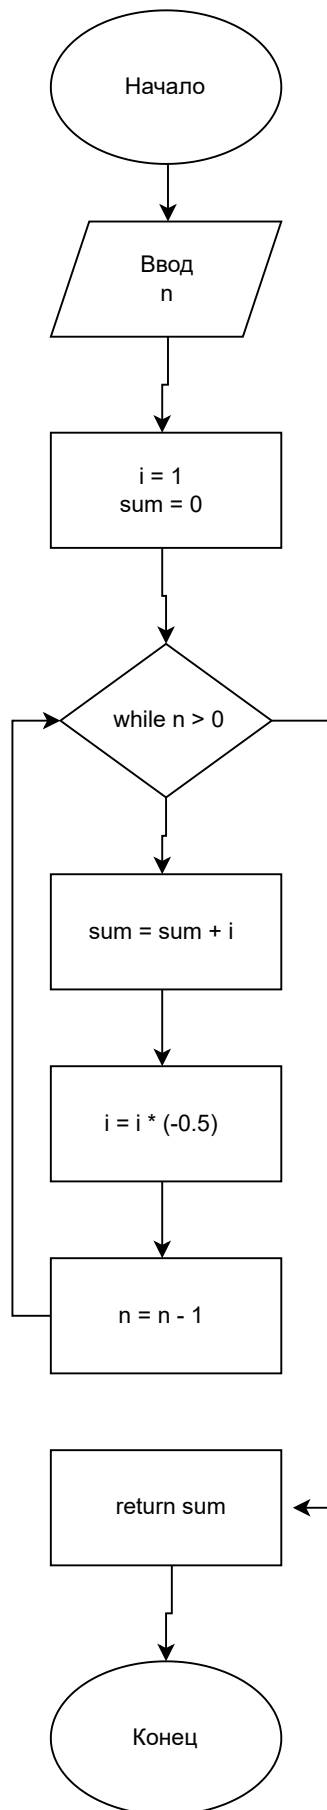 Начало
Ввод
n
i = 1
sum = 0
while n > 0
sum = sum + i
i = i * (-0.5)
n = n - 1
return sum
Конец